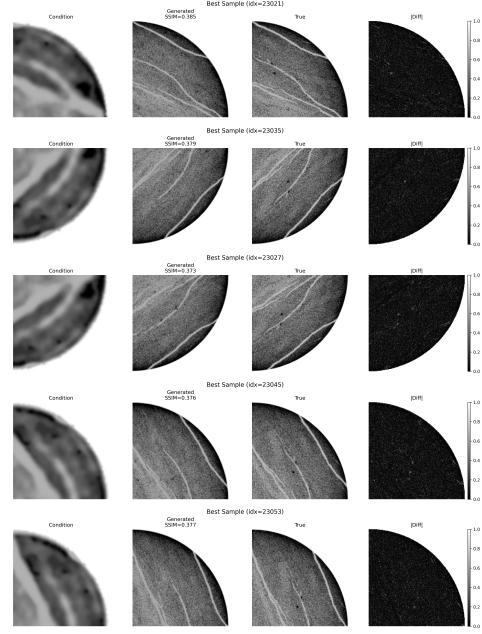 Best Sample (idx=23021)
Condition
Generated
SSIM=0.385
True
|Diff|
1.0
0.8
0.6
0.4
0.2
0.0
Best Sample (idx=23035)
Condition
Generated
SSIM=0.379
True
|Diff|
1.0
0.8
0.6
0.4
0.2
0.0
Best Sample (idx=23027)
Condition
Generated
SSIM=0.373
True
|Diff|
1.0
0.8
0.6
0.4
0.2
0.0
Best Sample (idx=23045)
Condition
Generated
SSIM=0.376
True
|Diff|
1.0
0.8
0.6
0.4
0.2
0.0
Best Sample (idx=23053)
Condition
Generated
SSIM=0.377
True
|Diff|
1.0
0.8
0.6
0.4
0.2
0.0